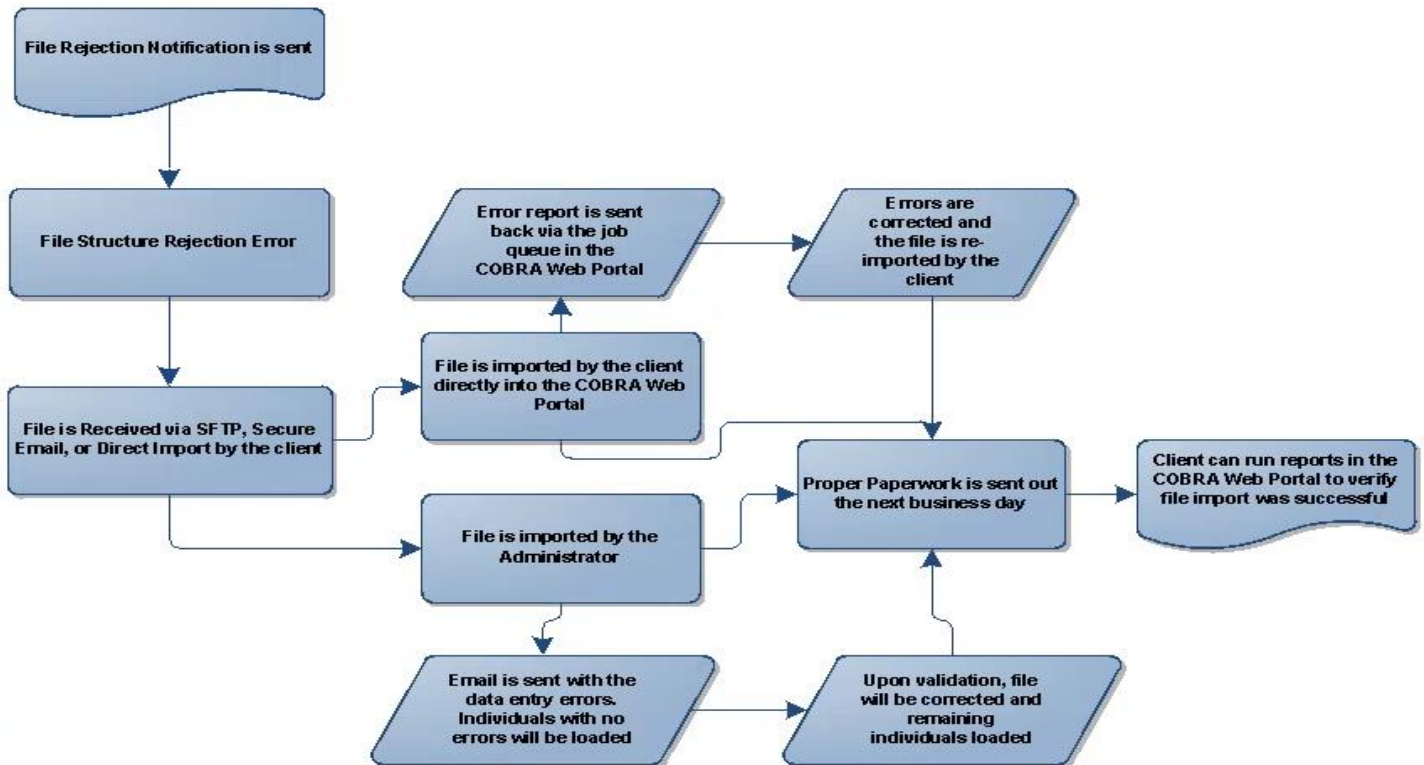 File Rejection Notification is sent
File Structure Rejection Error
File is Received via SFTP, Secure
Email, or Direct Import by the client
Error report is sent
back via the job
queue in the
COBRA Web Portal
Errors are
corrected and
the file is re-
imported by the
client
File is imported by the client
directly into the COBRA Web
Portal
File is imported by the
Administrator
Proper Paperwork is sent out
the next business day
Client can run reports in the
COBRA Web Portal to verify
file import was successful
Email is sent with the
data entry errors.
Individuals with no
errors will be loaded
Upon validation, file
will be corrected and
remaining
individuals loaded